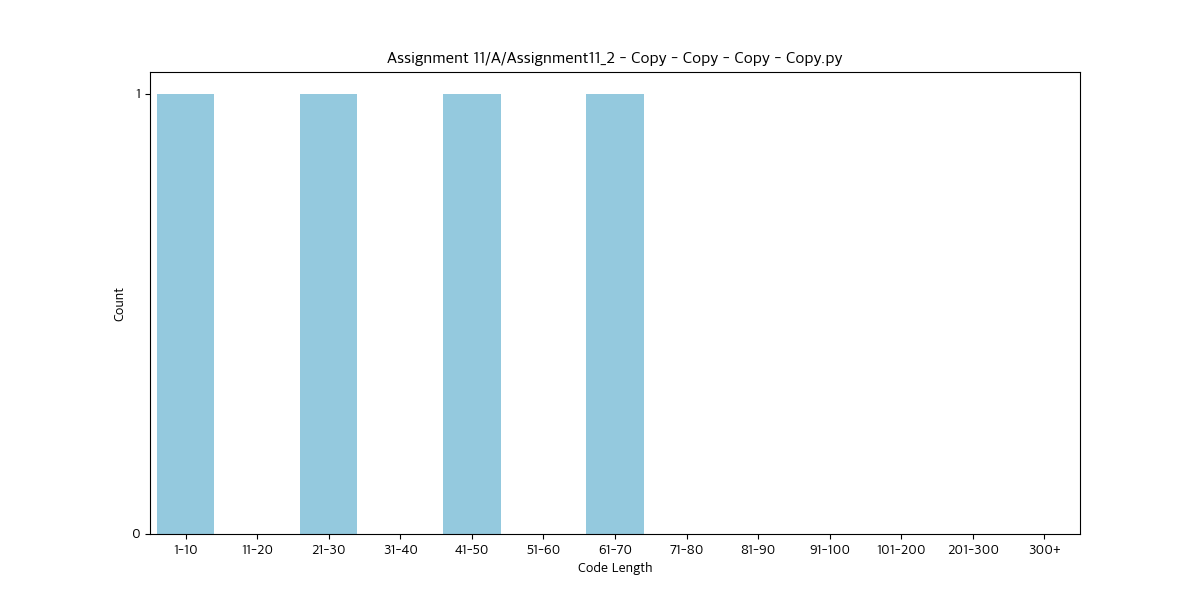 Assignment 11/A/Assignment11_2 - Copy - Copy - Copy - Copy.py
1
Count
0
1-10 11-20 21-30 31-40 41-50 51-60 61-70 71-80 81-90 91-100 101-200 201-300 300+
Code Length